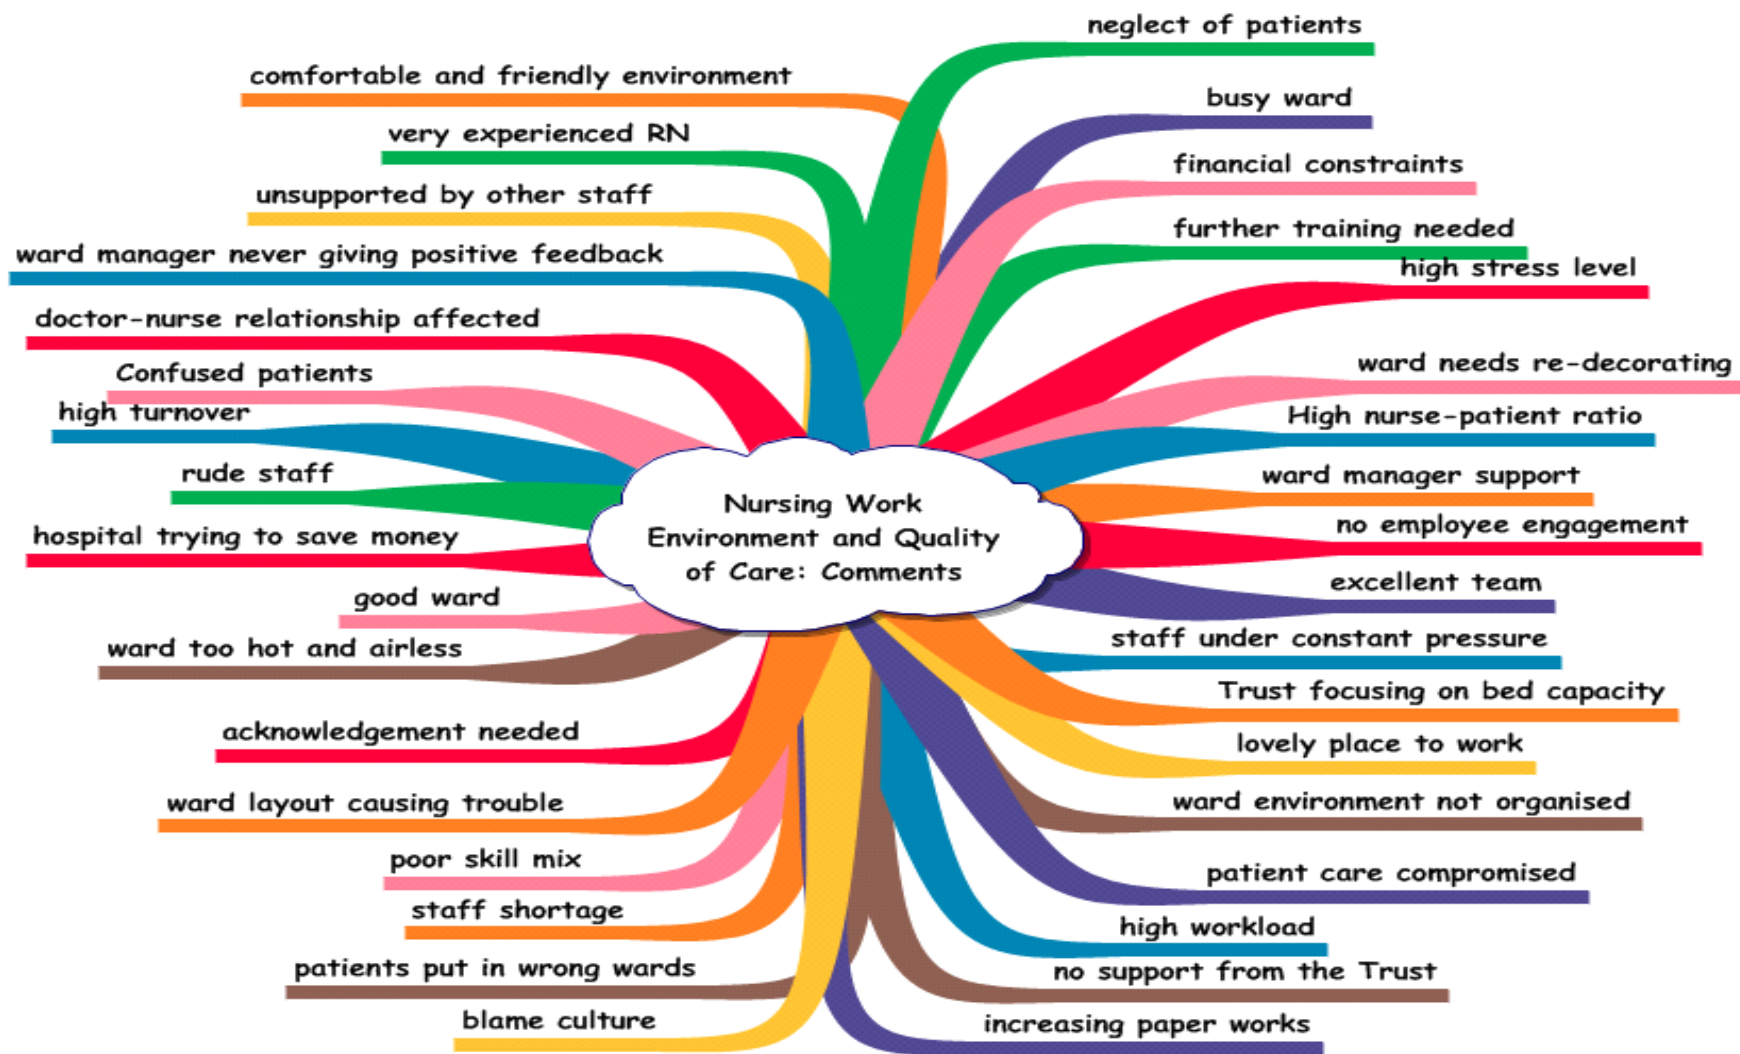 neglect of patients
comfortable and friendly environment
busy ward
very experienced RN
financial constraints
unsupported by other staff
further training needed
ward manager never giving positive feedback
high stress level
doctor-nurse relationship affected
ward needs re-decorating
Confused patients
high turnover
High nurse-patient ratio
rude staff
ward manager support
Nursing Work
Environment and Quality
of Care: Comments
hospital trying to save money
no employee engagement
good ward
excellent team
ward too hot and airless
staff under constant pressure
Trust focusing on bed capacity
acknowledgement needed
lovely place to work
ward layout causing trouble
ward environment not organised
poor skill mix
patient care compromised
staff shortage
high workload
patients put in wrong wards
no support from the Trust
blame culture
increasing paper works